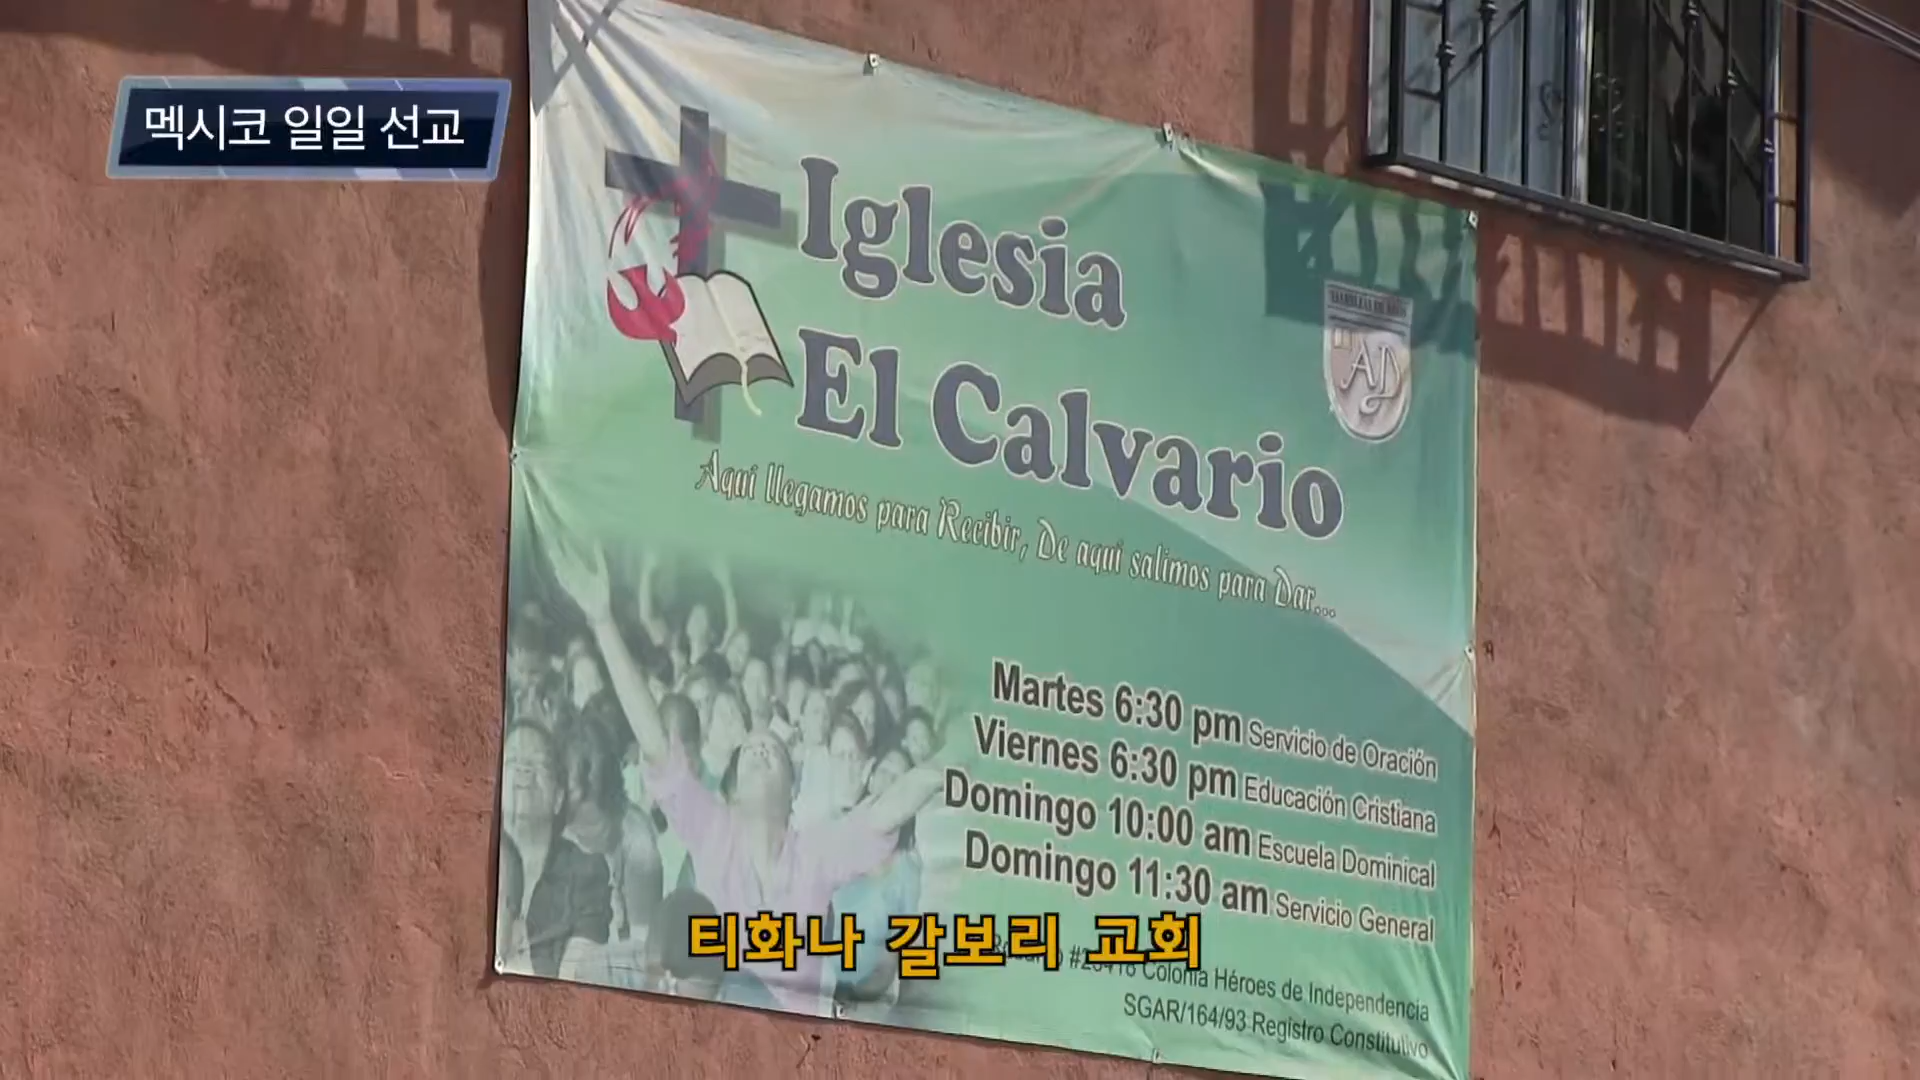 멕시코 일일 선교
Iglesia
El Calvario
AD
Aquí llegamos para Recibir, De aquí salimos para Dar...
Martes 6:30 pm Servicio de Oración
Viernes 6:30 pm Educación Cristiana
Domingo 10:00 am Escuela Dominical
Domingo 11:30 am Servicio General
티화나 갈보리 교회
Colonia Héroes de Independencia
SGAR/164/93 Registro Constitutivo